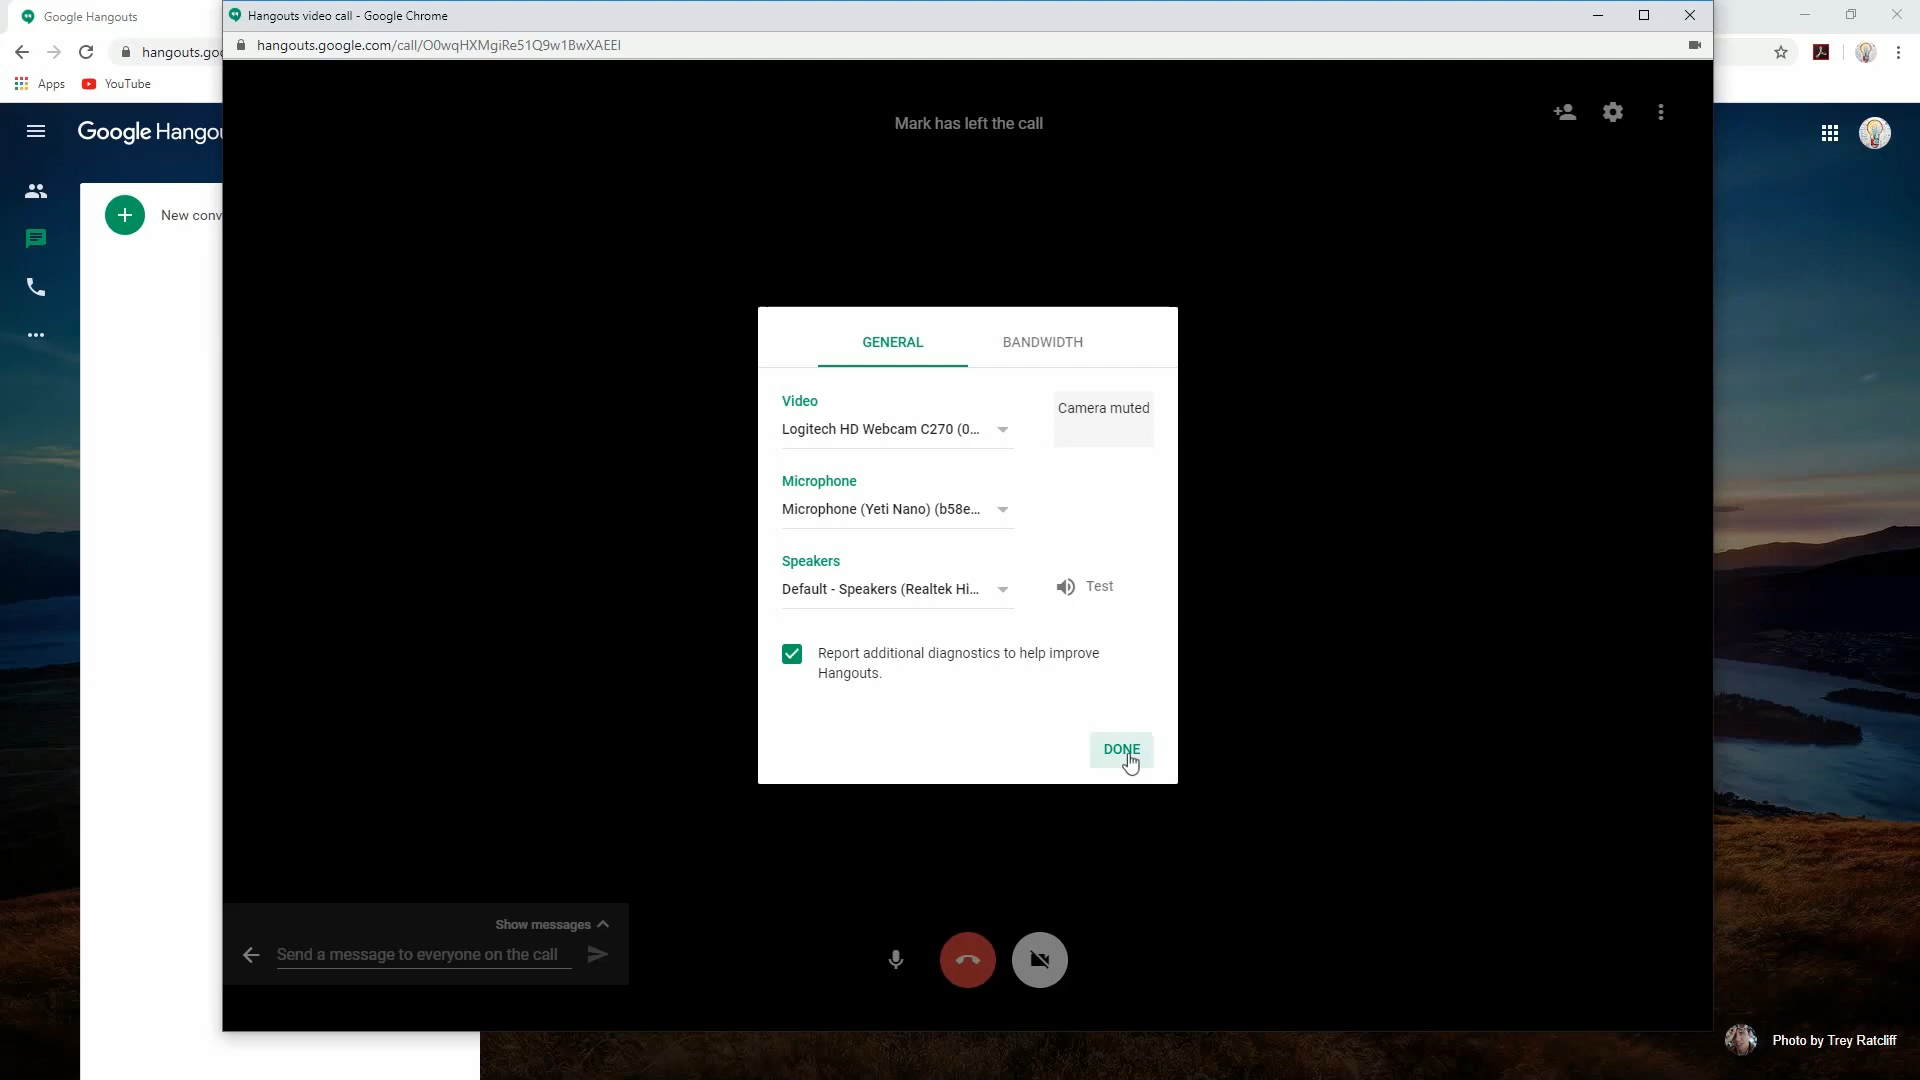 Google Hangouts
Hangouts video call - Google Chrome
hangouts.goo
hangouts.google.com/call/O0wqHXMgiRe51Q9w1BwXAEEI
Apps
YouTube
Google Hangou
New conv
Mark has left the call
GENERAL
BANDWIDTH
Video
Camera muted
Logitech HD Webcam C270 (0...
Microphone
Microphone (Yeti Nano) (b58e...
Speakers
Default - Speakers (Realtek Hi...
Test
Report additional diagnostics to help improve
Hangouts.
DONE
Show messages
Send a message to everyone on the call
Photo by Trey Ratcliff